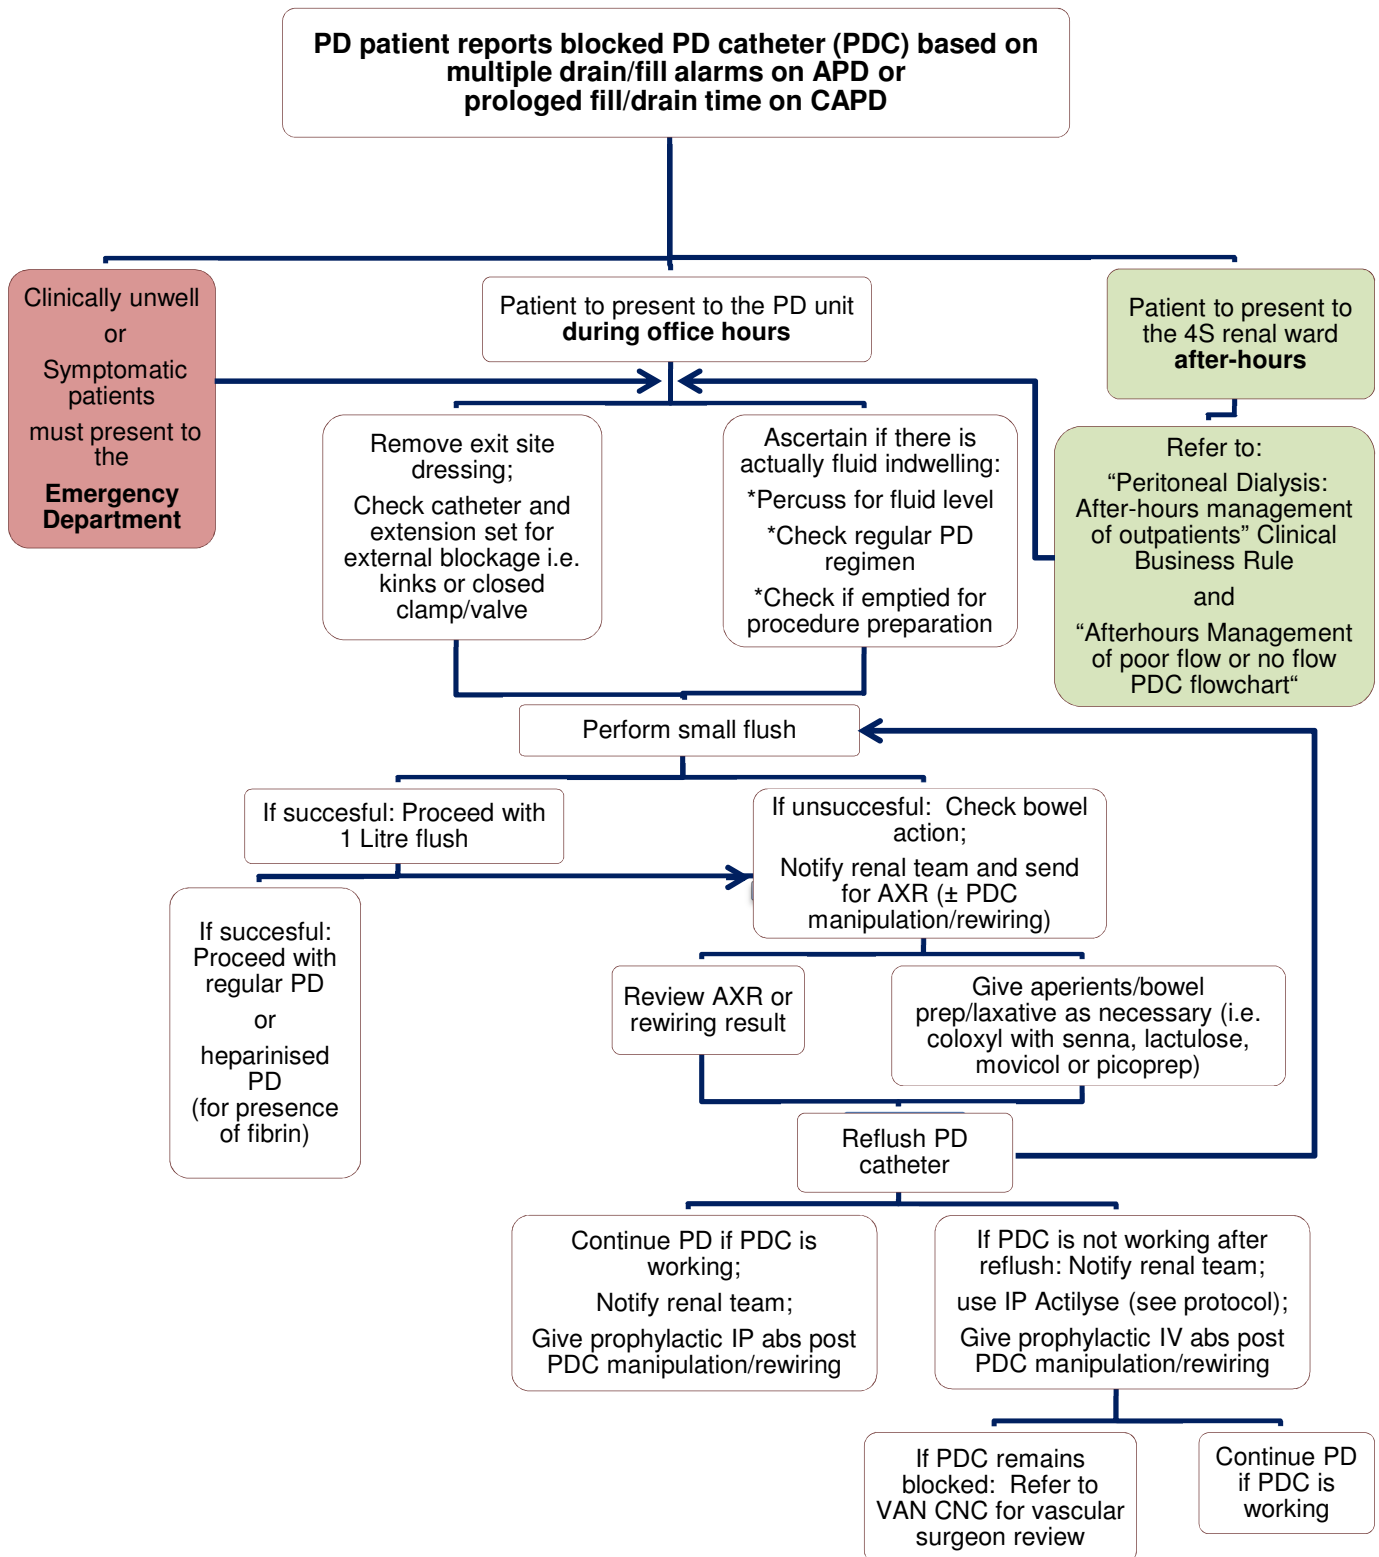 PD patient reports blocked PD catheter (PDC) based on
multiple drain/fill alarms on APD or
prologed fill/drain time on CAPD
Clinically unwell
or
Symptomatic
patients
must present to
the
Emergency
Department
Patient to present to the PD unit
during office hours
Patient to present to
the 4S renal ward
after-hours
Remove exit site
dressing;
Check catheter and
extension set for
external blockage i.e.
kinks or closed
clamp/valve
Ascertain if there is
actually fluid indwelling:
*Percuss for fluid level
*Check regular PD
regimen
*Check if emptied for
procedure preparation
Refer to:
“Peritoneal Dialysis:
After-hours management
of outpatients” Clinical
Business Rule
and
“Afterhours Management
of poor flow or no flow
PDC flowchart“
Perform small flush
If succesful: Proceed with
1 Litre flush
If unsuccesful: Check bowel
action;
Notify renal team and send
for AXR (± PDC
manipulation/rewiring)
If succesful:
Proceed with
regular PD
or
heparinised
PD
(for presence
of fibrin)
Review AXR or
rewiring result
Give aperients/bowel
prep/laxative as necessary (i.e.
coloxyl with senna, lactulose,
movicol or picoprep)
Reflush PD
catheter
Continue PD if PDC is
working;
Notify renal team;
Give prophylactic IP abs post
PDC manipulation/rewiring
If PDC is not working after
reflush: Notify renal team;
use IP Actilyse (see protocol);
Give prophylactic IV abs post
PDC manipulation/rewiring
If PDC remains
blocked: Refer to
VAN CNC for vascular
surgeon review
Continue PD
if PDC is
working